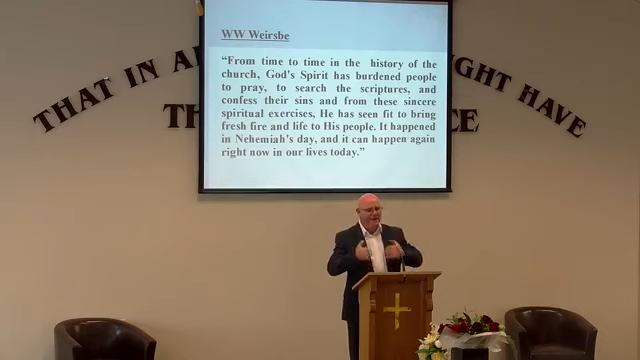 WW Weirsbe
“From time to time in the history of the
church, God's Spirit has burdened people
to pray, to search the scriptures, and
confess their sins and from these sincere
spiritual exercises, He has seen fit to bring
fresh fire and life to His people. It happened
in Nehemiah's day, and it can happen again
right now in our lives today.”
THAT IN
HAVE